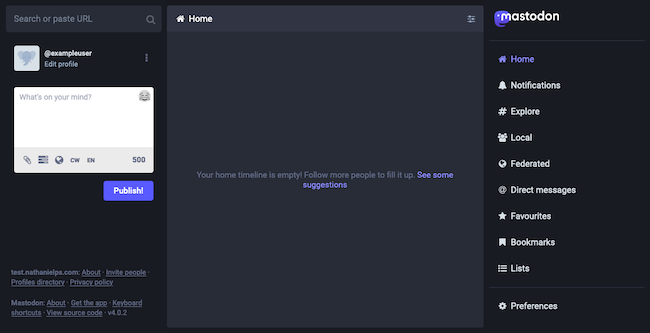 Search or paste URL
@exampleuser
Edit profile
What's on your mind?
CW EN 500
Publish!
test.nathanielps.com: About · Invite people ·
Profiles directory · Privacy policy
Mastodon: About · Get the app · Keyboard
shortcuts · View source code · v4.0.2
Home
Your home timeline is empty! Follow more people to fill it up. See some
suggestions
mastodon
Home
Notifications
# Explore
Local
Federated
@ Direct messages
Favourites
Bookmarks
Lists
Preferences